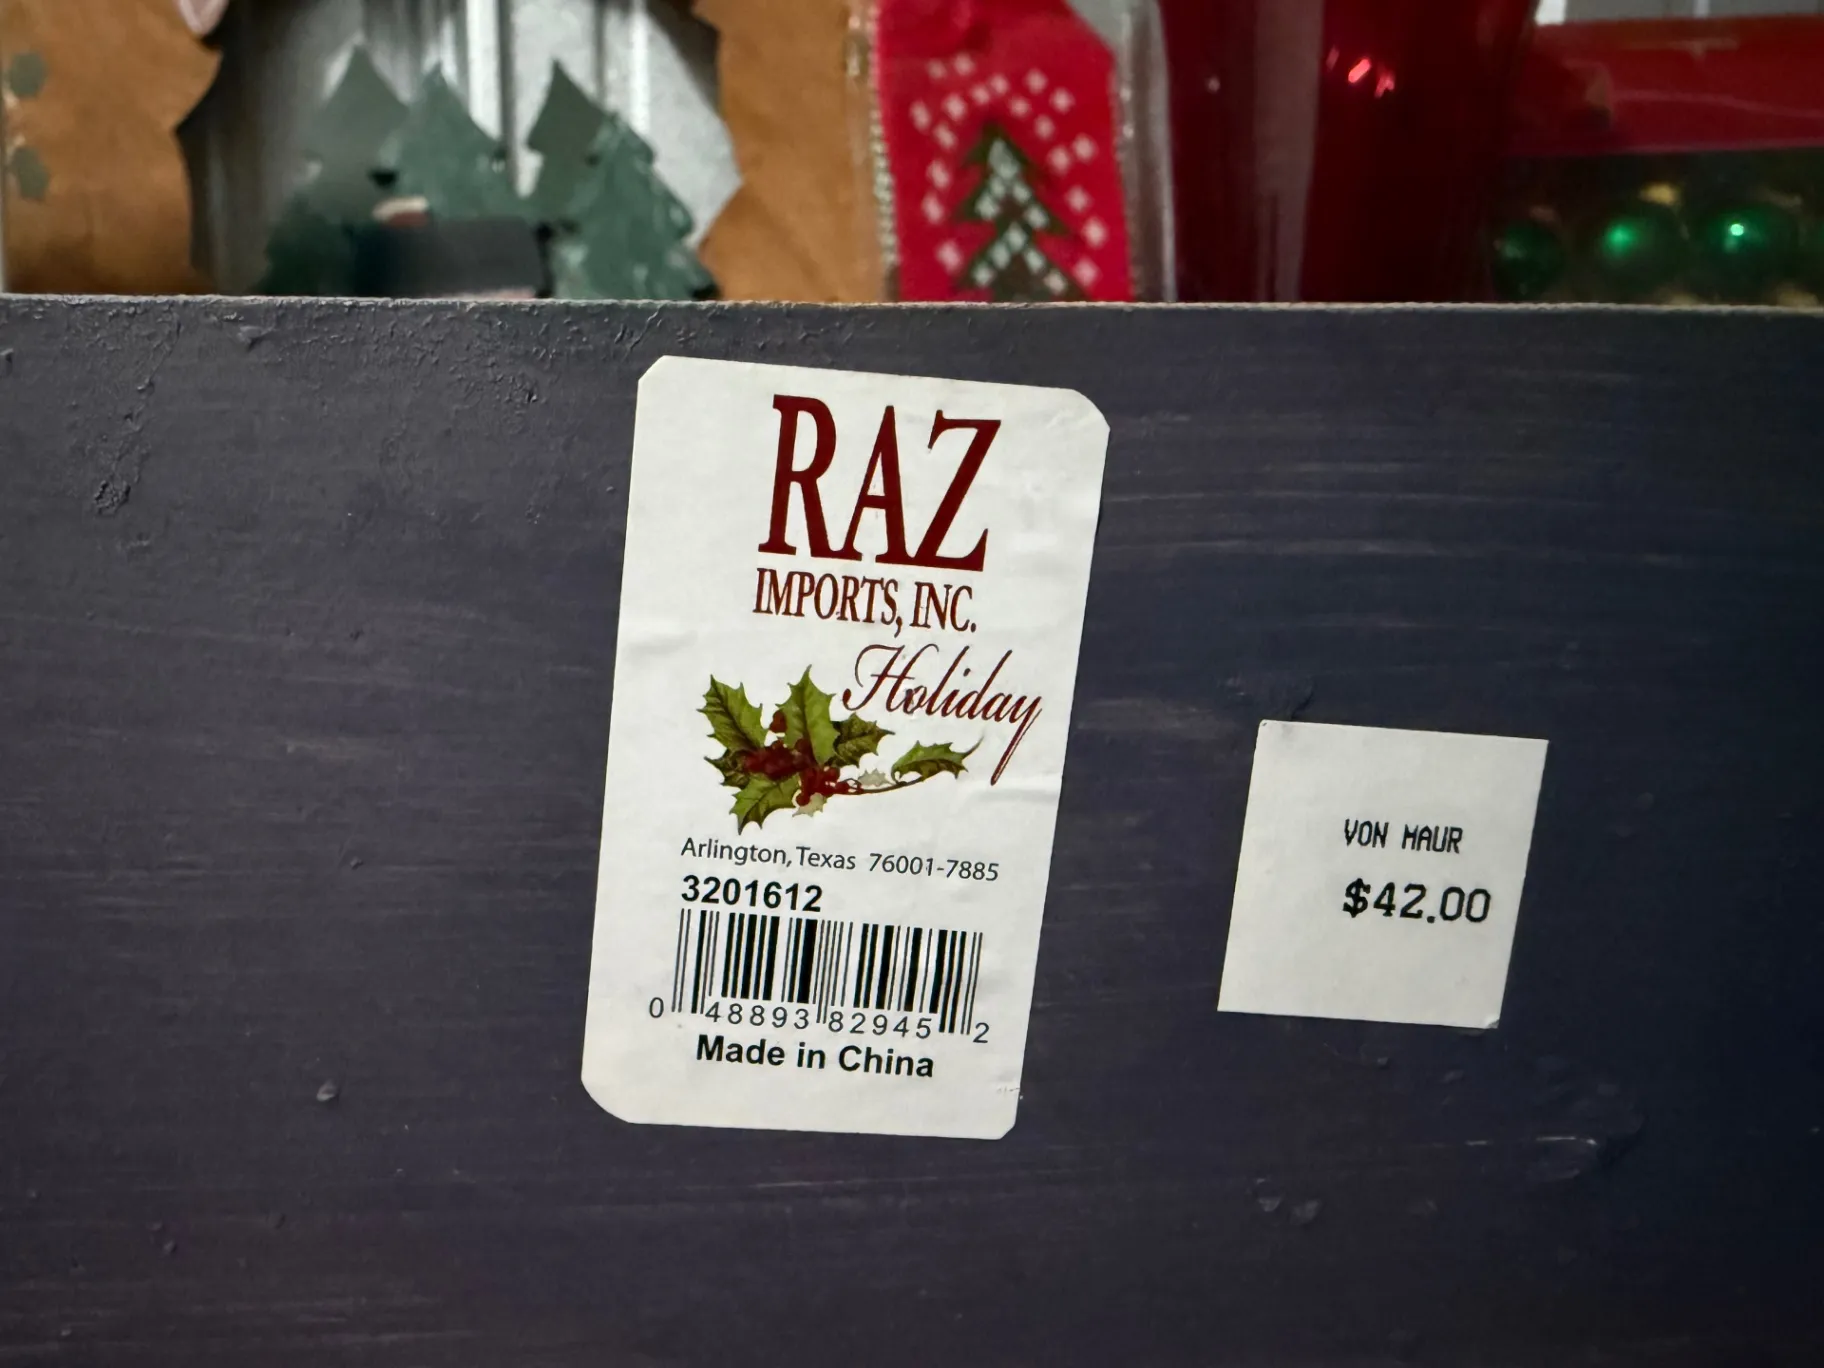 RAZ
IMPORTS, INC.
Holiday
Arlington, Texas 76001-7885
3201612
0 48893 82945 2
Made in China
VON MAUR
$42.00